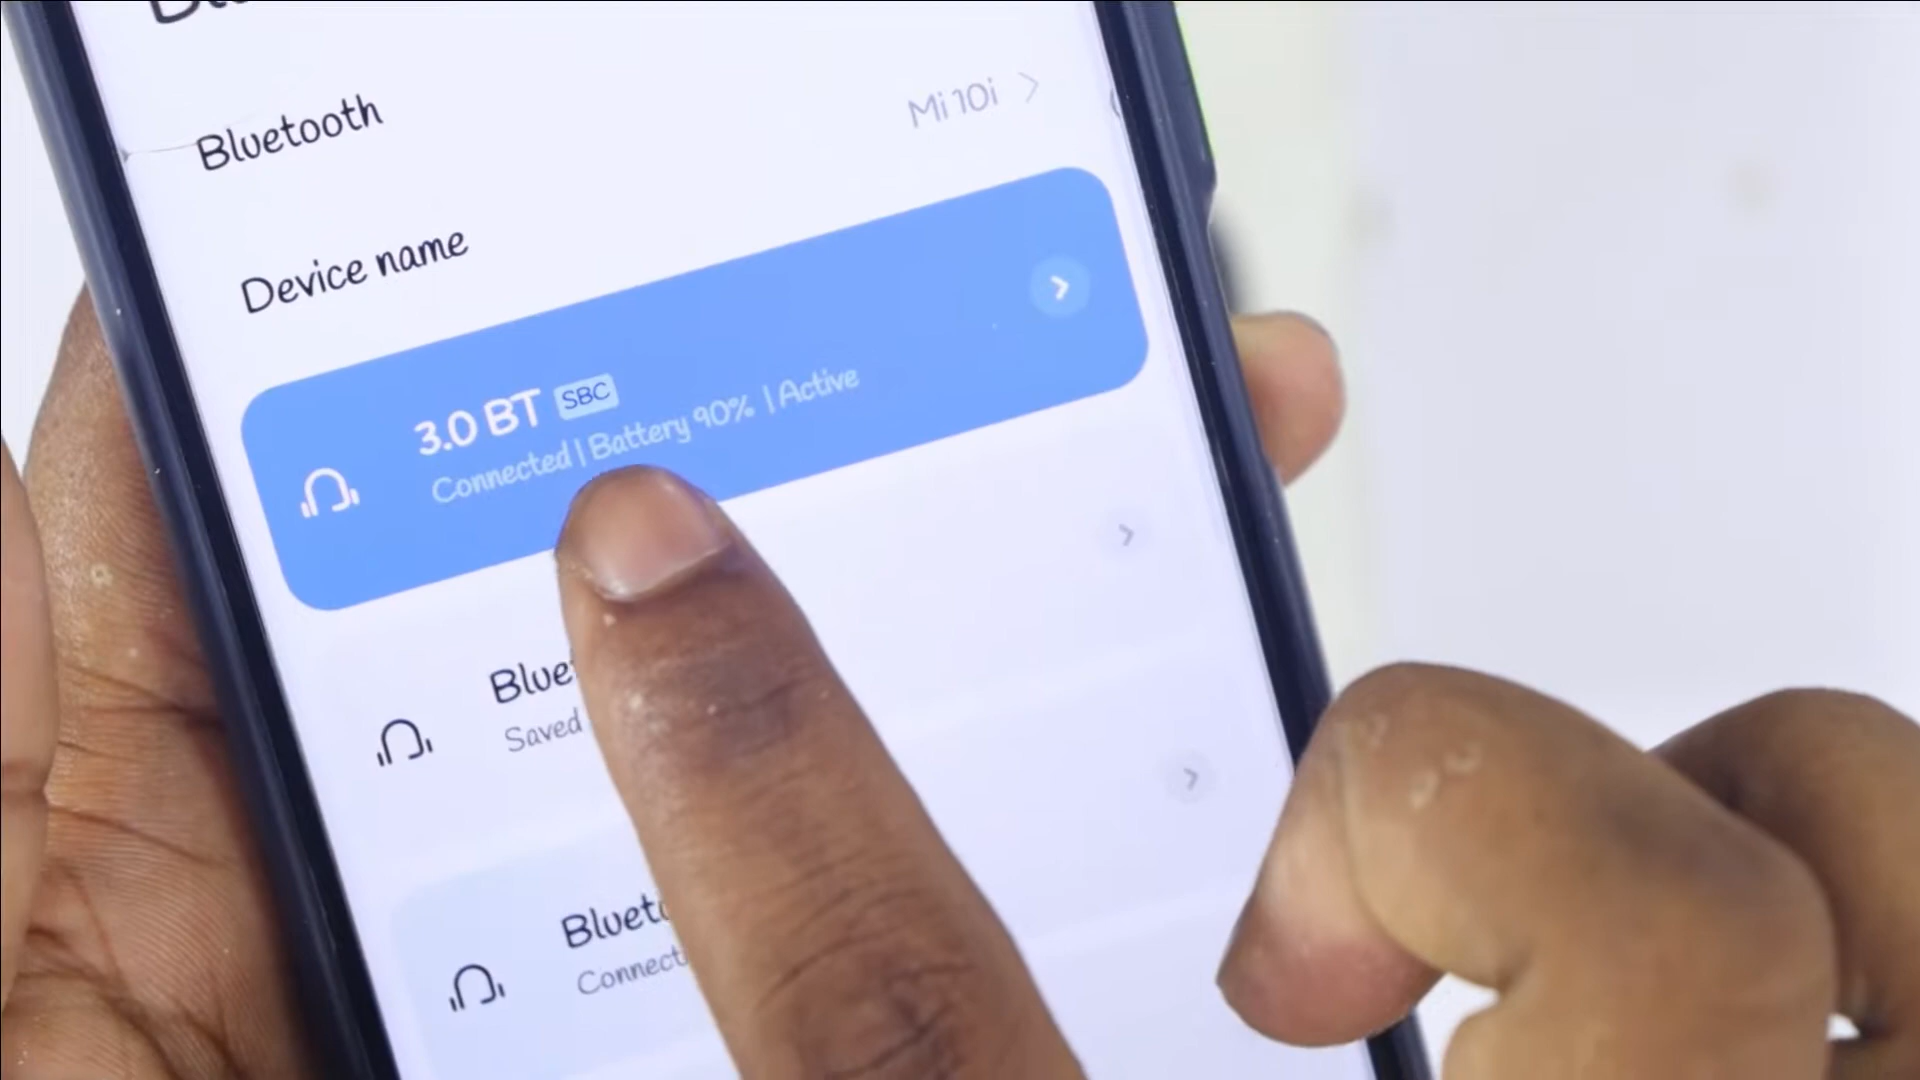 Bluetooth
Mi 10i
Device name
3.0 BT SBC
Connected | Battery 90% | Active
Saved